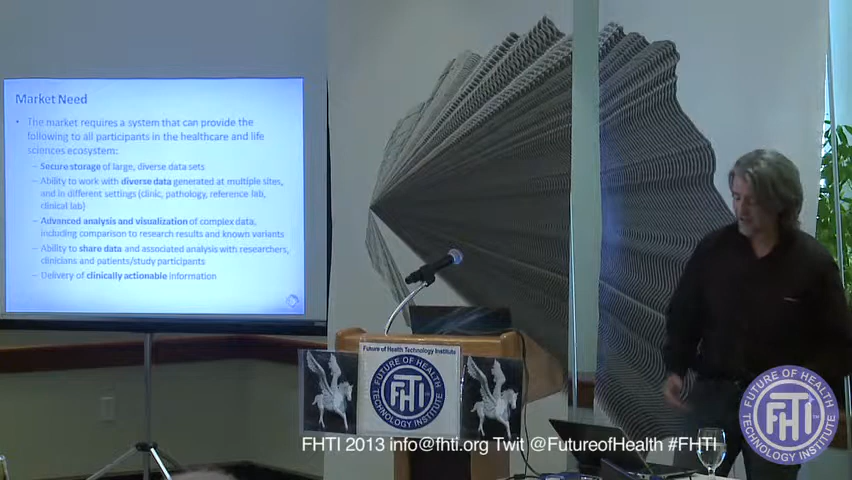 Market Need
• The market requires a system that can provide the
following to all participants in the healthcare and life
sciences ecosystem:
– Secure storage of large, diverse data sets
– Ability to work with diverse data generated at multiple sites,
and in different settings (clinic, pathology, reference lab,
clinical lab)
– Advanced analysis and visualization of complex data,
including comparison to research results and known variants
– Ability to share data and associated analysis with researchers,
clinicians and patients/study participants
– Delivery of clinically actionable information
Future of Health Technology Institute
FUTURE OF HEALTH
FHTI
TECHNOLOGY INSTITUTE
FUTURE OF HEALTH
FHTI
TECHNOLOGY INSTITUTE
FHTI 2013 info@fhti.org Twit @FutureofHealth #FHTI